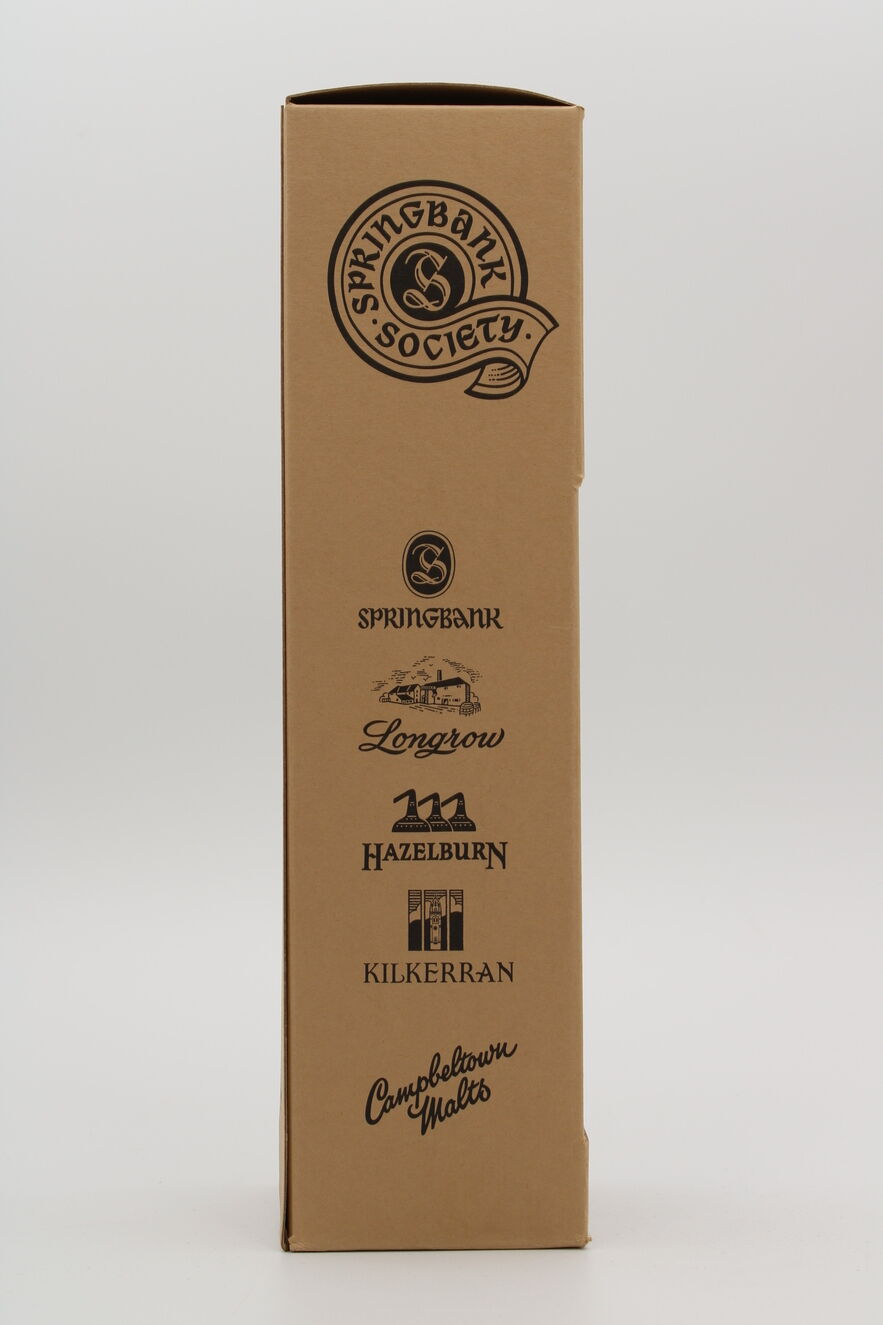 SPRINGBANK
S
· SOCIETY ·
S
SPRINGBANK
Longrow
HAZELBURN
KILKERRAN
Campbeltown
Malts